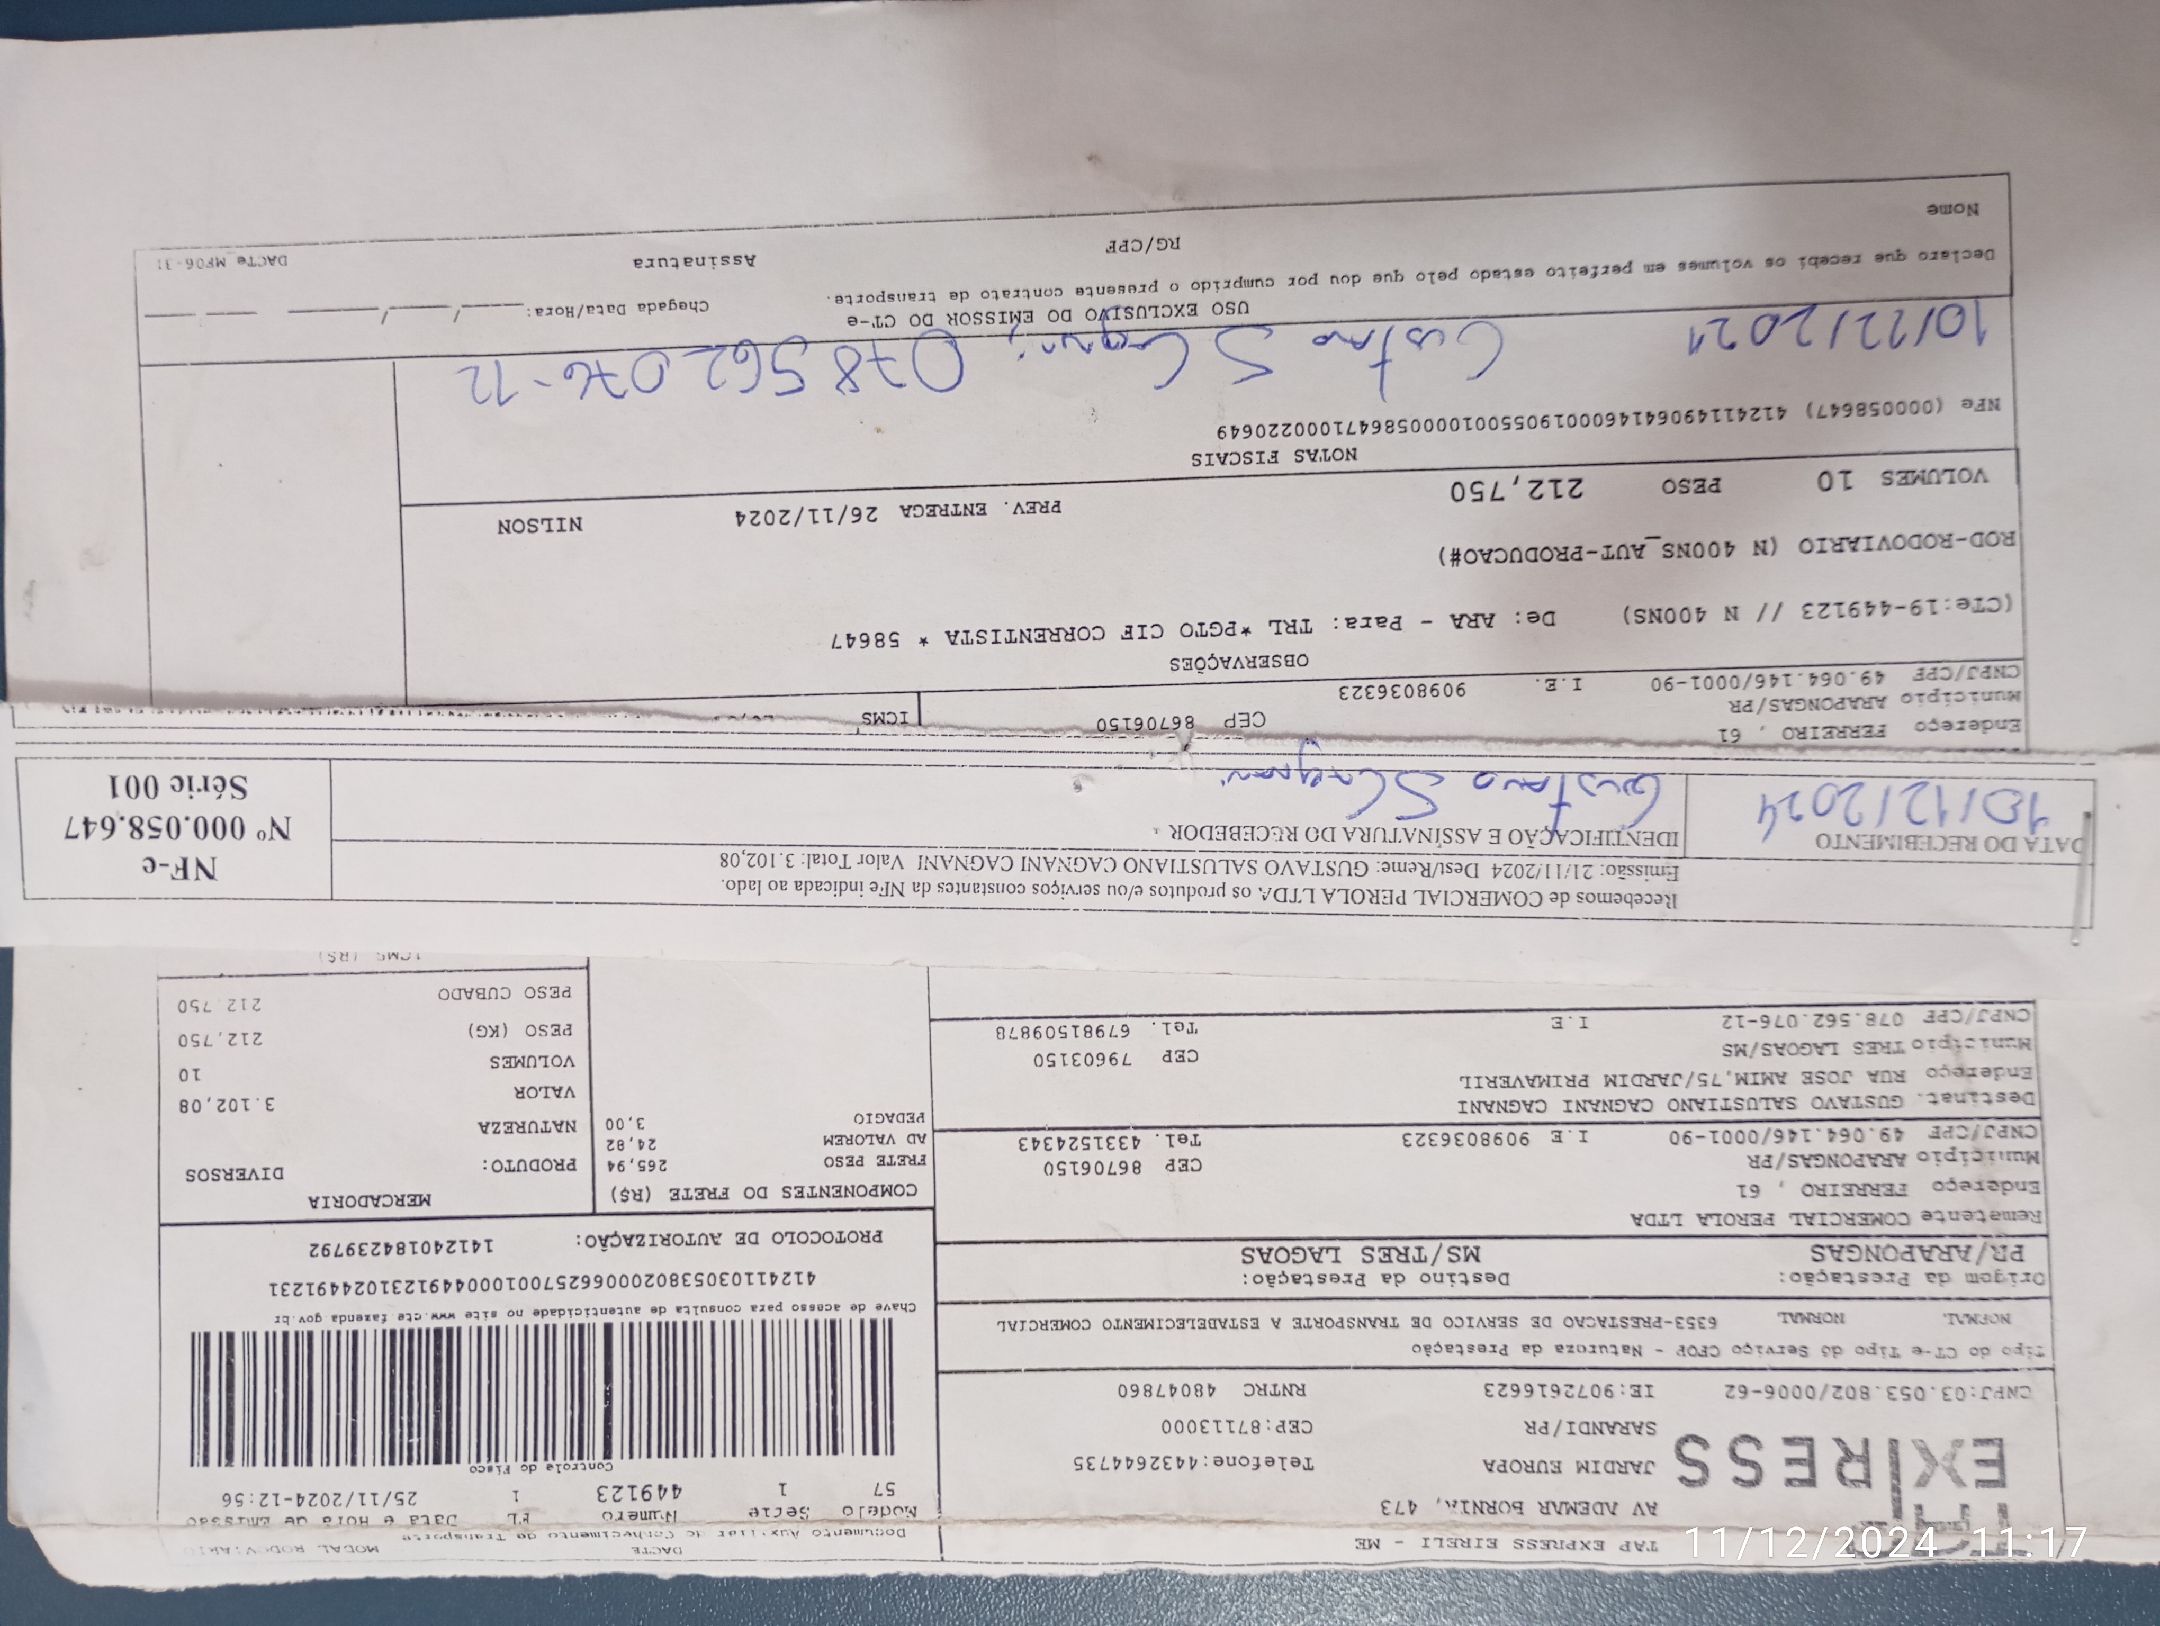 DACTE MODAL RODOVIARIO
TAP EXPRESS EIRELI - ME
Documento Auxiliar do Conhecimento de Transporte
AV ADEMAR BORNIA, 473
Modelo Serie Numero FL Data e Hora de Emissão
57 1 449123 1 25/11/2024-12:56
EXPRESS
JARDIM EUROPA Telefone:4432644735
Controle do Fisco
SARANDI/PR CEP:87113000
CNPJ:03.053.802/0006-62 IE:9072616623 RNTRC 48047860
Tipo do CT-e Tipo do Serviço CFOP - Natureza da Prestação
NORMAL NORMAL 6353-PRESTACAO DE SERVICO DE TRANSPORTE A ESTABELECIMENTO COMERCIAL
Chave de acesso para consulta de autenticidade no site www.cte.fazenda.gov.br
41241103053802000662570010004491231024491231
Origem da Prestação: Destino da Prestação:
PR/ARAPONGAS MS/TRES LAGOAS
PROTOCOLO DE AUTORIZAÇÃO: 141240184239792
Remetente COMERCIAL PEROLA LTDA
Endereço FERREIRO , 61
Município ARAPONGAS/PR CEP 86706150
CNPJ/CPF 49.064.146/0001-90 I.E 9098036323 Tel. 4331524343
Destinat. GUSTAVO SALUSTIANO CAGNANI CAGNANI
Endereço RUA JOSE AMIM,75/JARDIM PRIMAVERIL
Município TRES LAGOAS/MS CEP 79603150
CNPJ/CPF 078.562.076-12 I.E Tel. 67981509878
COMPONENTES DO FRETE (R$)
FRETE PESO 265,94
AD VALOREM 24,82
PEDAGIO 3,00
MERCADORIA
PRODUTO: DIVERSOS
NATUREZA
VALOR 3.102,08
VOLUMES 10
PESO (KG) 212,750
PESO CUBADO 212,750
ICMS (R$)
Recebemos de COMERCIAL PEROLA LTDA os produtos e/ou serviços constantes da NFe indicada ao lado.
Emissão: 21/11/2024 Dest/Reme: GUSTAVO SALUSTIANO CAGNANI CAGNANI Valor Total: 3.102,08
DATA DO RECEBIMENTO IDENTIFICAÇÃO E ASSINATURA DO RECEBEDOR
10/12/2024 Gustavo S Cagnani
NF-e
Nº 000.058.647
Série 001
Endereço FERREIRO , 61 CEP 86706150 ICMS
Município ARAPONGAS/PR
CNPJ/CPF 49.064.146/0001-90 I.E. 9098036323
OBSERVAÇÕES
(CTe:19-449123 // N 400NS) De: ARA - Para: TRL *PGTO CIF CORRENTISTA * 58647
ROD-RODOVIARIO (N 400NS_AUT-PRODUCAO#)
VOLUMES 10 PESO 212,750 PREV. ENTREGA 26/11/2024 NILSON
NOTAS FISCAIS
NFe (000058647) 41241149064146000190550010000586471000220649
10/12/2024 Gustavo S Cagnani 078 562 076-12
USO EXCLUSIVO DO EMISSOR DO CT-e
Declaro que recebi os volumes em perfeito estado pelo que dou por cumprido o presente contrato de transporte.
Chegada Data/Hora: ____/____/____ __ __
Nome RG/CPF Assinatura DACTe_MF06-31
11/12/2024 11:17